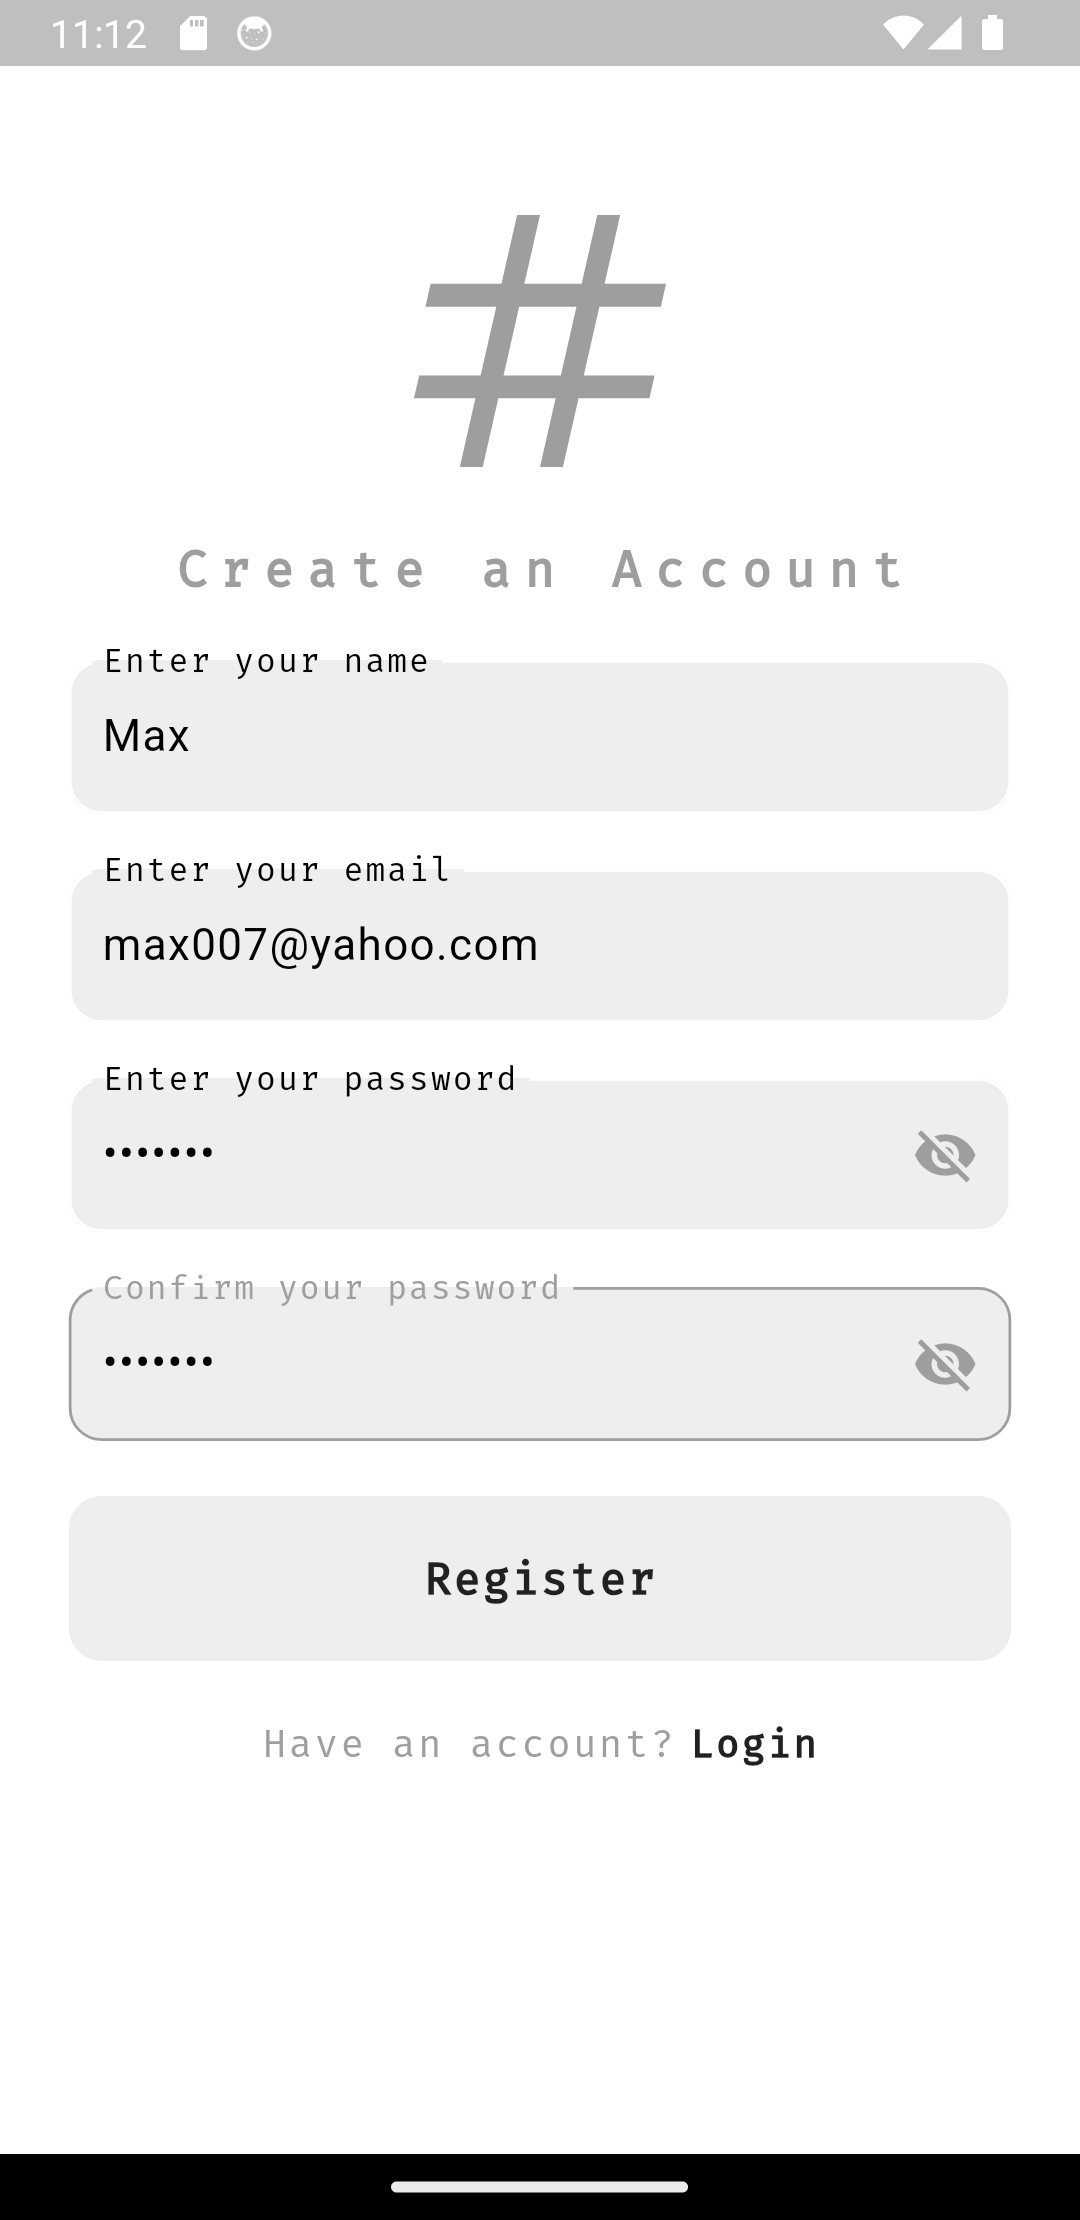 11:12
#
Create an Account
Enter your name
Max
Enter your email
max007@yahoo.com
Enter your password
•••••••
Confirm your password
•••••••
Register
Have an account? Login